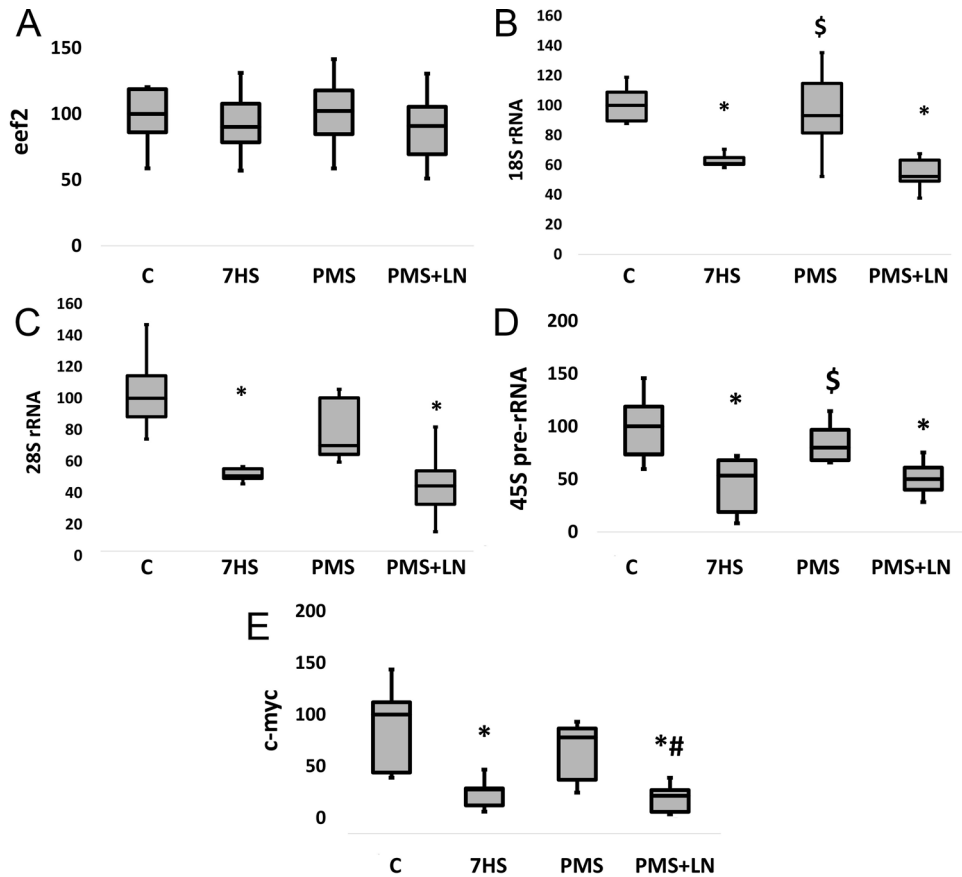 A
eef2
150
100
50
0
C 7HS PMS PMS+LN
B
18S rRNA
160
140
120
100
80
60
40
20
0
* $ *
C 7HS PMS PMS+LN
C
28S rRNA
160
140
120
100
80
60
40
20
0
* *
C 7HS PMS PMS+LN
D
45S pre-rRNA
200
150
100
50
0
* $ *
C 7HS PMS PMS+LN
E
c-myc
200
150
100
50
0
* *#
C 7HS PMS PMS+LN